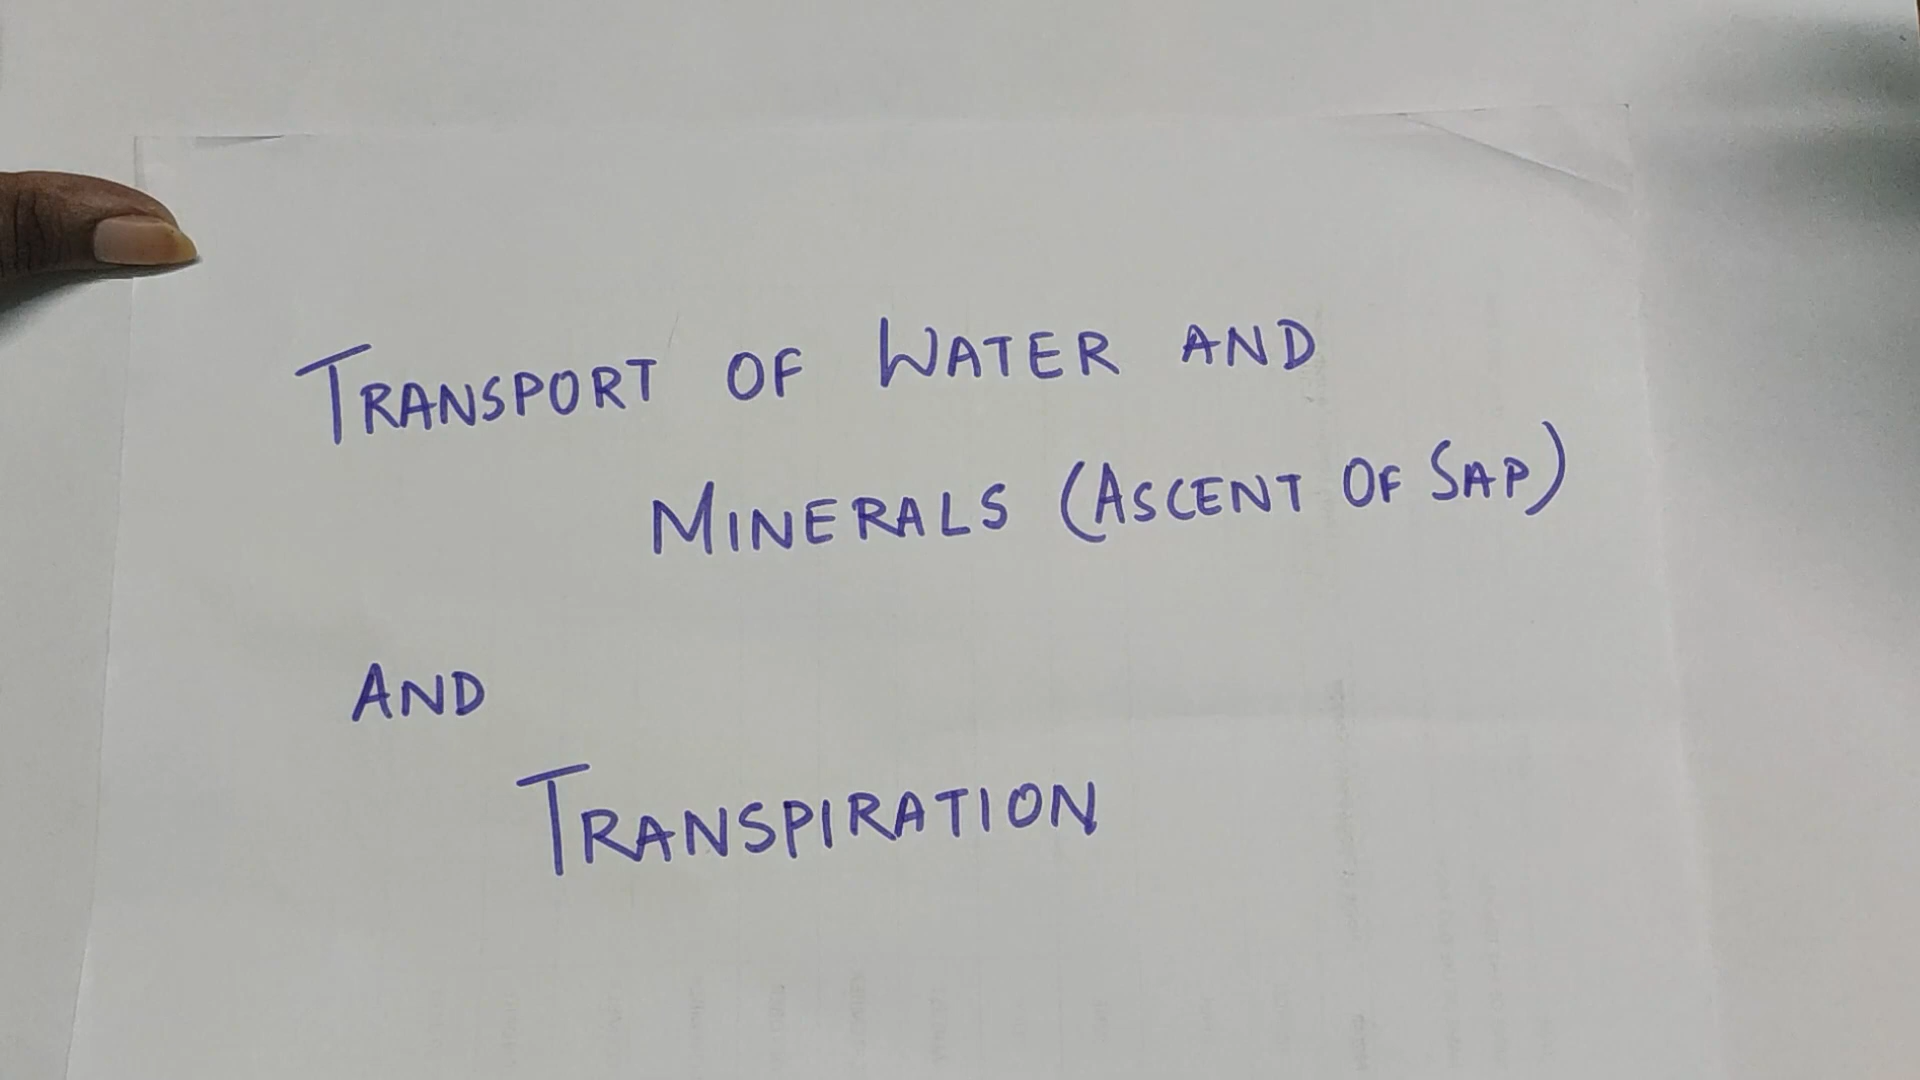 TRANSPORT OF WATER AND
MINERALS (ASCENT OF SAP)
AND
TRANSPIRATION